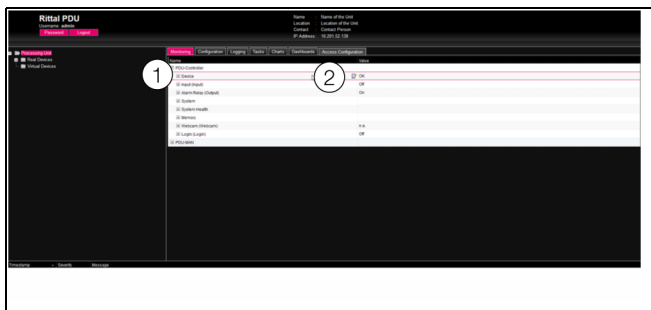 Rittal PDU
Username admin
Password Logout
Name Name of the Unit
Location Location of the Unit
Contact Contact Person
IP Address 10.201.52.139
Processing Unit
Real Devices
Virtual Devices
Monitoring Configuration Logging Tasks Charts Dashboards Access Configuration
Name Value
PDU-Controller
1
Device 2 OK
Input (Input) Off
Alarm Relay (Output) On
System
System Health
Memory
Webcam (Webcam) n.a.
Login (Login) Off
PDU-MAN
Timestamp Severity Message